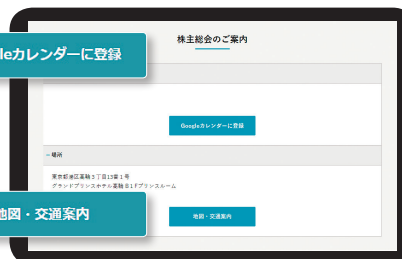 株主総会のご案内
leカレンダーに登録
Googleカレンダーに登録
場所
東京都港区高輪3丁目13番1号
グランドプリンスホテル高輪 B1F プリンスルーム
地図・交通案内
地図・交通案内